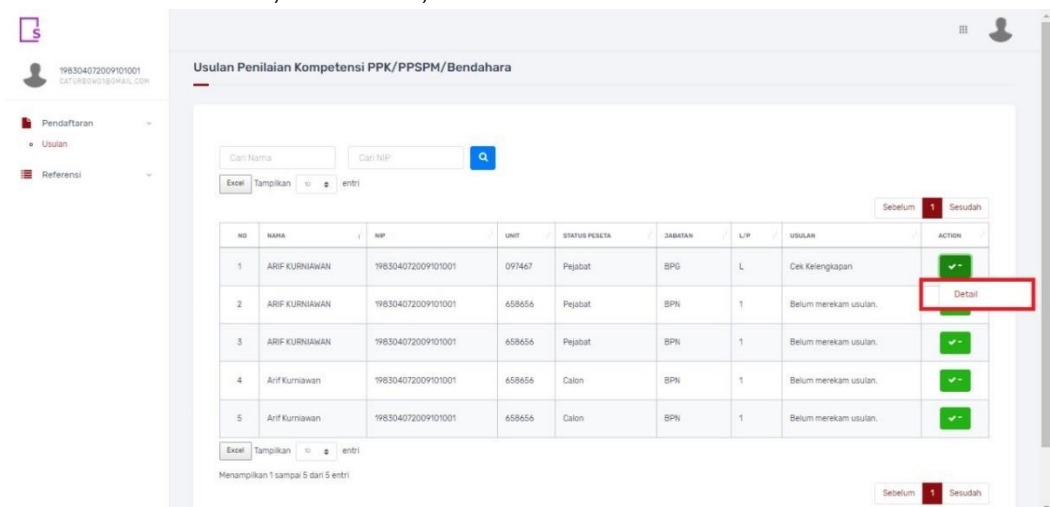 S
198304072009101001
Usulan Penilaian Kompetensi PPK/PPSPM/Bendahara
Pendaftaran
Usulan
Referensi
Cari Nama Cari NIP
Excel Tampilkan 10 entri
Sebelum 1 Sesudah
NO NAMA NIP UNIT STATUS PESETA JABATAN L/P USULAN ACTION
1 ARIF KURNIAWAN 198304072009101001 097467 Pejabat BPG L Cek Kelengkapan
Detail
2 ARIF KURNIAWAN 198304072009101001 658656 Pejabat BPN 1 Belum merekam usulan.
3 ARIF KURNIAWAN 198304072009101001 658656 Pejabat BPN 1 Belum merekam usulan.
4 Arif Kurniawan 198304072009101001 658656 Calon BPN 1 Belum merekam usulan.
5 Arif Kurniawan 198304072009101001 658656 Calon BPN 1 Belum merekam usulan.
Excel Tampilkan 10 entri
Menampilkan 1 sampai 5 dari 5 entri
Sebelum 1 Sesudah